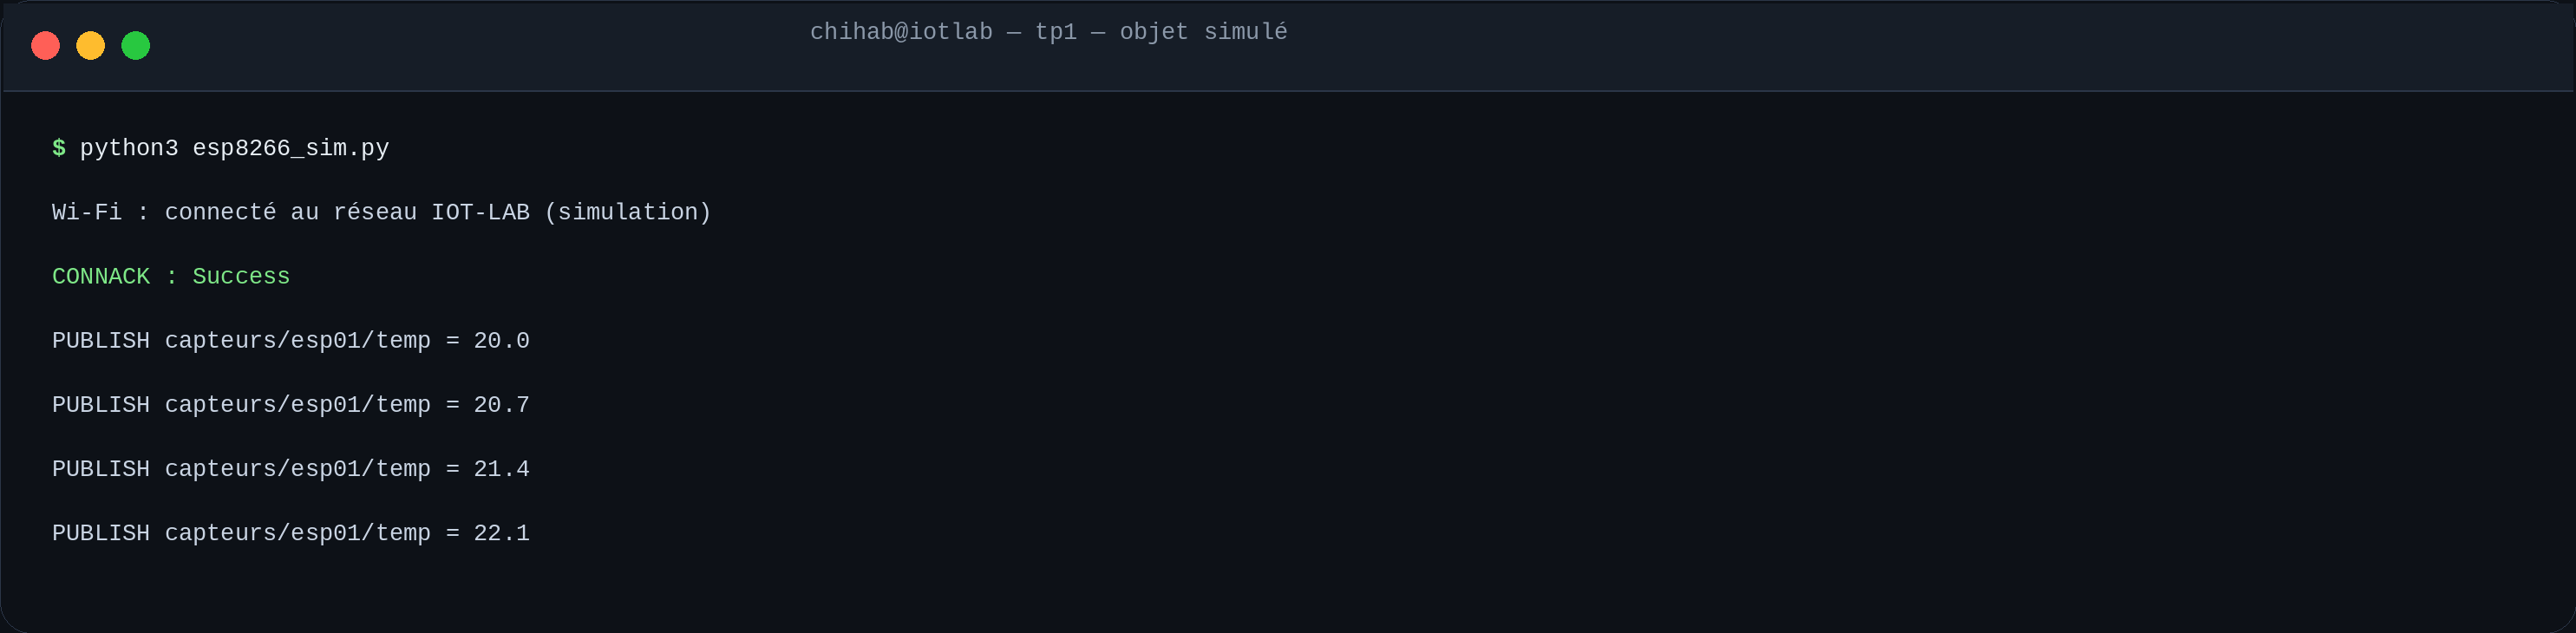 chihab@iotlab — tp1 — objet simulé
$ python3 esp8266_sim.py
Wi-Fi : connecté au réseau IOT-LAB (simulation)
CONNACK : Success
PUBLISH capteurs/esp01/temp = 20.0
PUBLISH capteurs/esp01/temp = 20.7
PUBLISH capteurs/esp01/temp = 21.4
PUBLISH capteurs/esp01/temp = 22.1